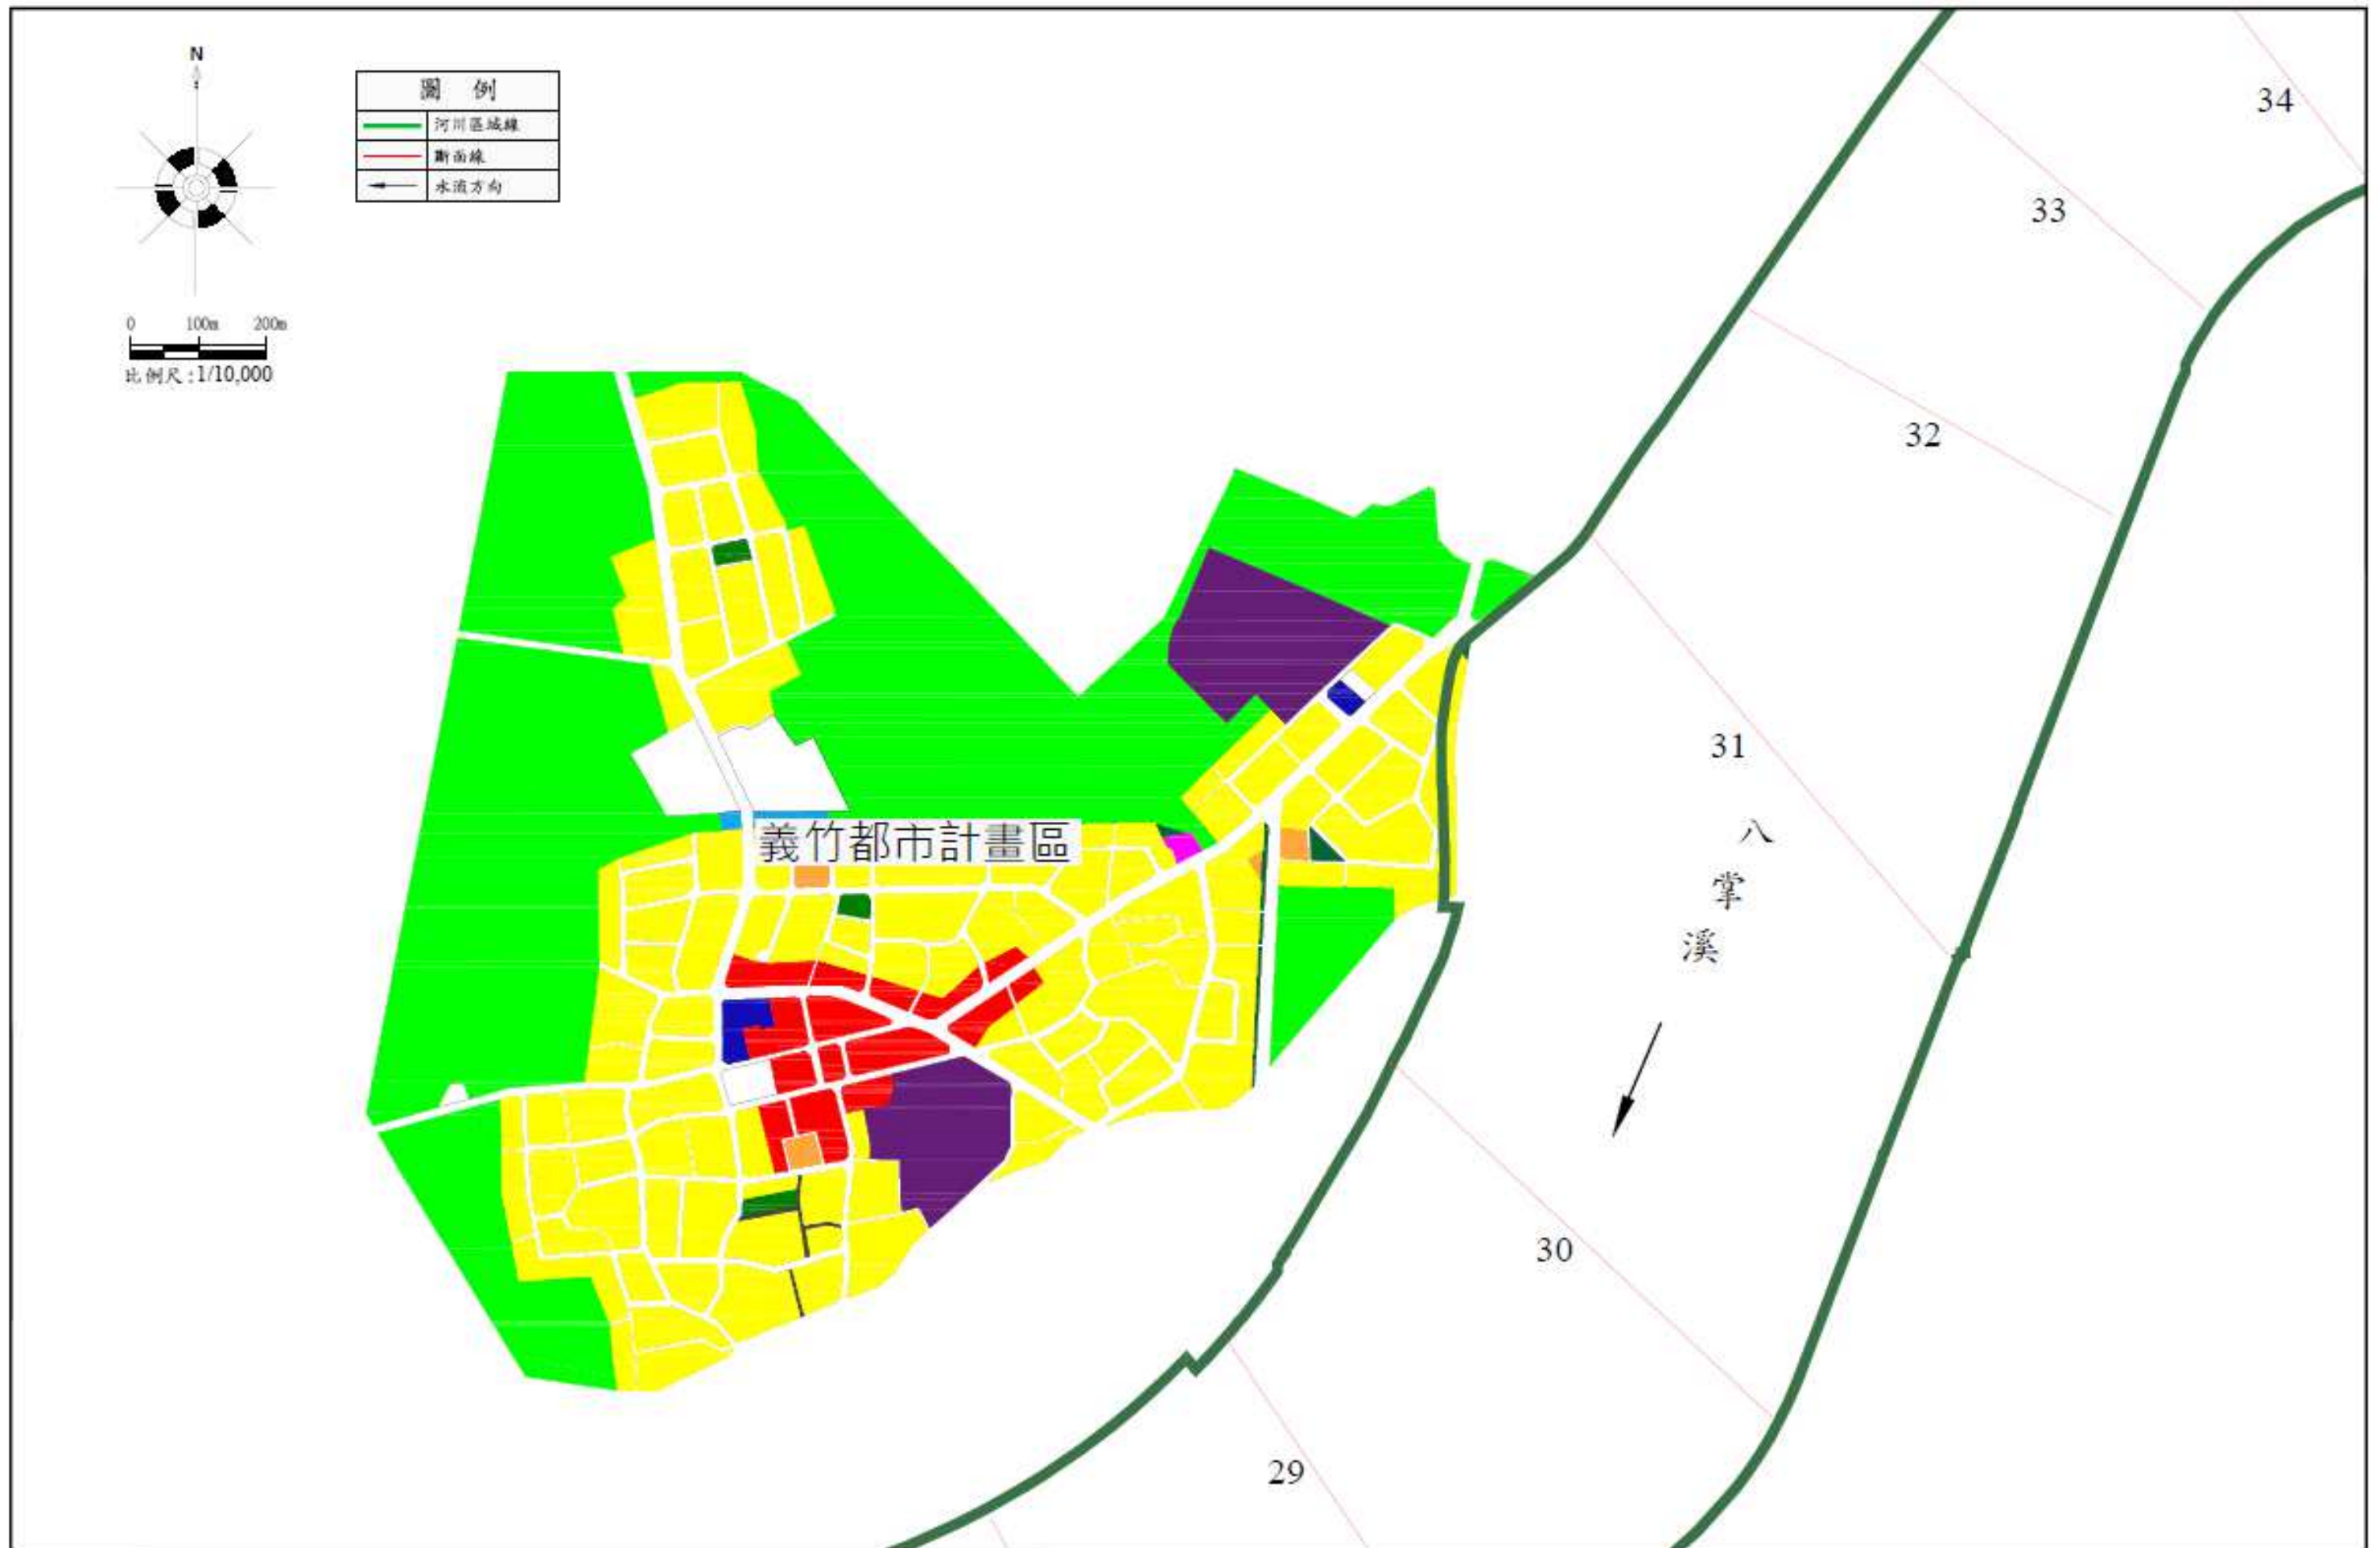 N
圖 例
河川區域線
斷面線
水流方向
0 100m 200m
比例尺:1/10,000
34
33
32
31
八
掌
溪
義竹都市計畫區
30
29